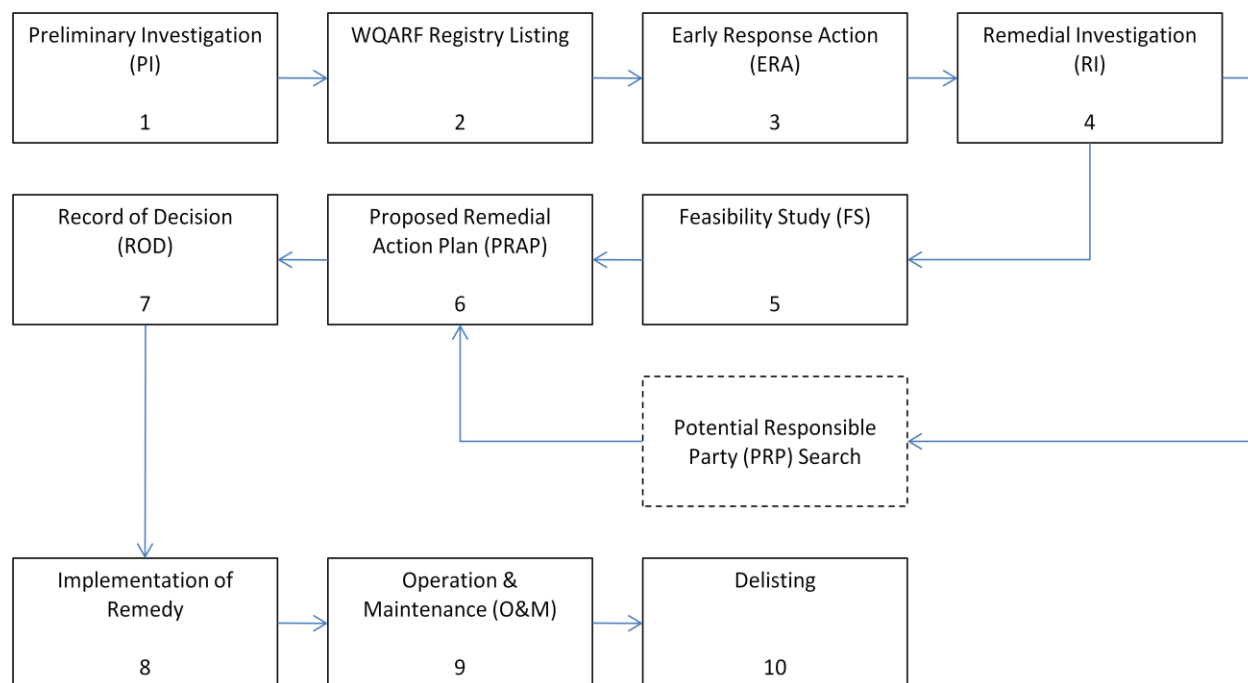 Preliminary Investigation
(PI)
1
WQARF Registry Listing
2
Early Response Action
(ERA)
3
Remedial Investigation
(RI)
4
Record of Decision
(ROD)
7
Proposed Remedial
Action Plan (PRAP)
6
Feasibility Study (FS)
5
Potential Responsible
Party (PRP) Search
Implementation of
Remedy
8
Operation &
Maintenance (O&M)
9
Delisting
10